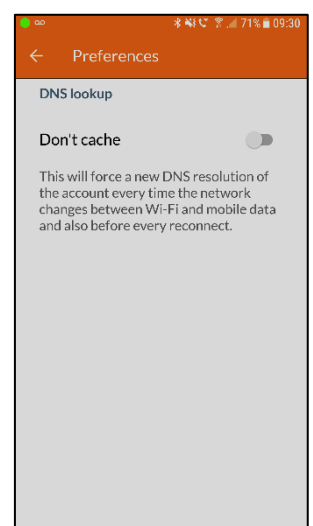 71% 09:30
Preferences
DNS lookup
Don't cache
This will force a new DNS resolution of
the account every time the network
changes between Wi-Fi and mobile data
and also before every reconnect.